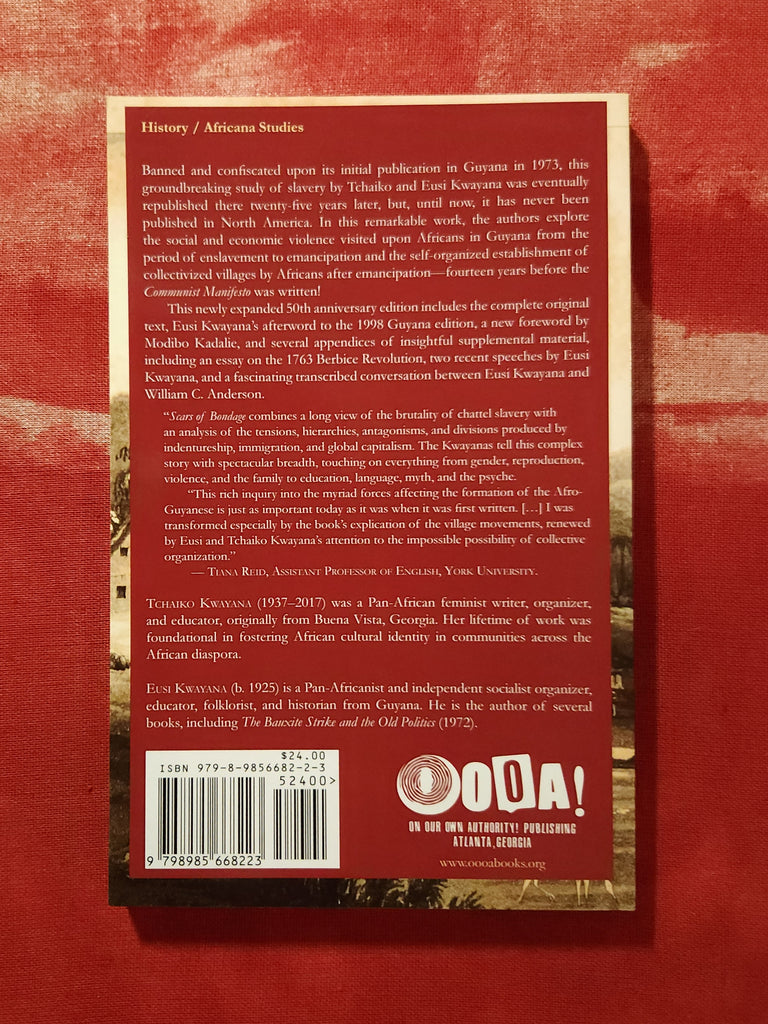 History / Africana Studies
Banned and confiscated upon its initial publication in Guyana in 1973, this
groundbreaking study of slavery by Tchaiko and Eusi Kwayana was eventually
republished there twenty-five years later, but, until now, it has never been
published in North America. In this remarkable work, the authors explore
the social and economic violence visited upon Africans in Guyana from the
period of enslavement to emancipation and the self-organized establishment of
collectivized villages by Africans after emancipation—fourteen years before the
Communist Manifesto was written!
This newly expanded 50th anniversary edition includes the complete original
text, Eusi Kwayana's afterword to the 1998 Guyana edition, a new foreword by
Modibo Kadalie, and several appendices of insightful supplemental material,
including an essay on the 1763 Berbice Revolution, two recent speeches by Eusi
Kwayana, and a fascinating transcribed conversation between Eusi Kwayana and
William C. Anderson.
“Scars of Bondage combines a long view of the brutality of chattel slavery with
an analysis of the tensions, hierarchies, antagonisms, and divisions produced by
indentureship, immigration, and global capitalism. The Kwayanas tell this complex
story with spectacular breadth, touching on everything from gender, reproduction,
violence, and the family to education, language, myth, and the psyche.
“This rich inquiry into the myriad forces affecting the formation of the Afro-
Guyanese is just as important today as it was when it was first written. [...] I was
transformed especially by the book's explication of the village movements, renewed
by Eusi and Tchaiko Kwayana's attention to the impossible possibility of collective
organization.”
— Tiana Reid, Assistant Professor of English, York University.
Tchaiko Kwayana (1937–2017) was a Pan-African feminist writer, organizer,
and educator, originally from Buena Vista, Georgia. Her lifetime of work was
foundational in fostering African cultural identity in communities across the
African diaspora.
Eusi Kwayana (b. 1925) is a Pan-Africanist and independent socialist organizer,
educator, folklorist, and historian from Guyana. He is the author of several
books, including The Bauxite Strike and the Old Politics (1972).
$24.00
ISBN 979-8-9856682-2-3
52400>
9 798985 668223
OOOA!
ON OUR OWN AUTHORITY! PUBLISHING
ATLANTA, GEORGIA
www.oooabooks.org